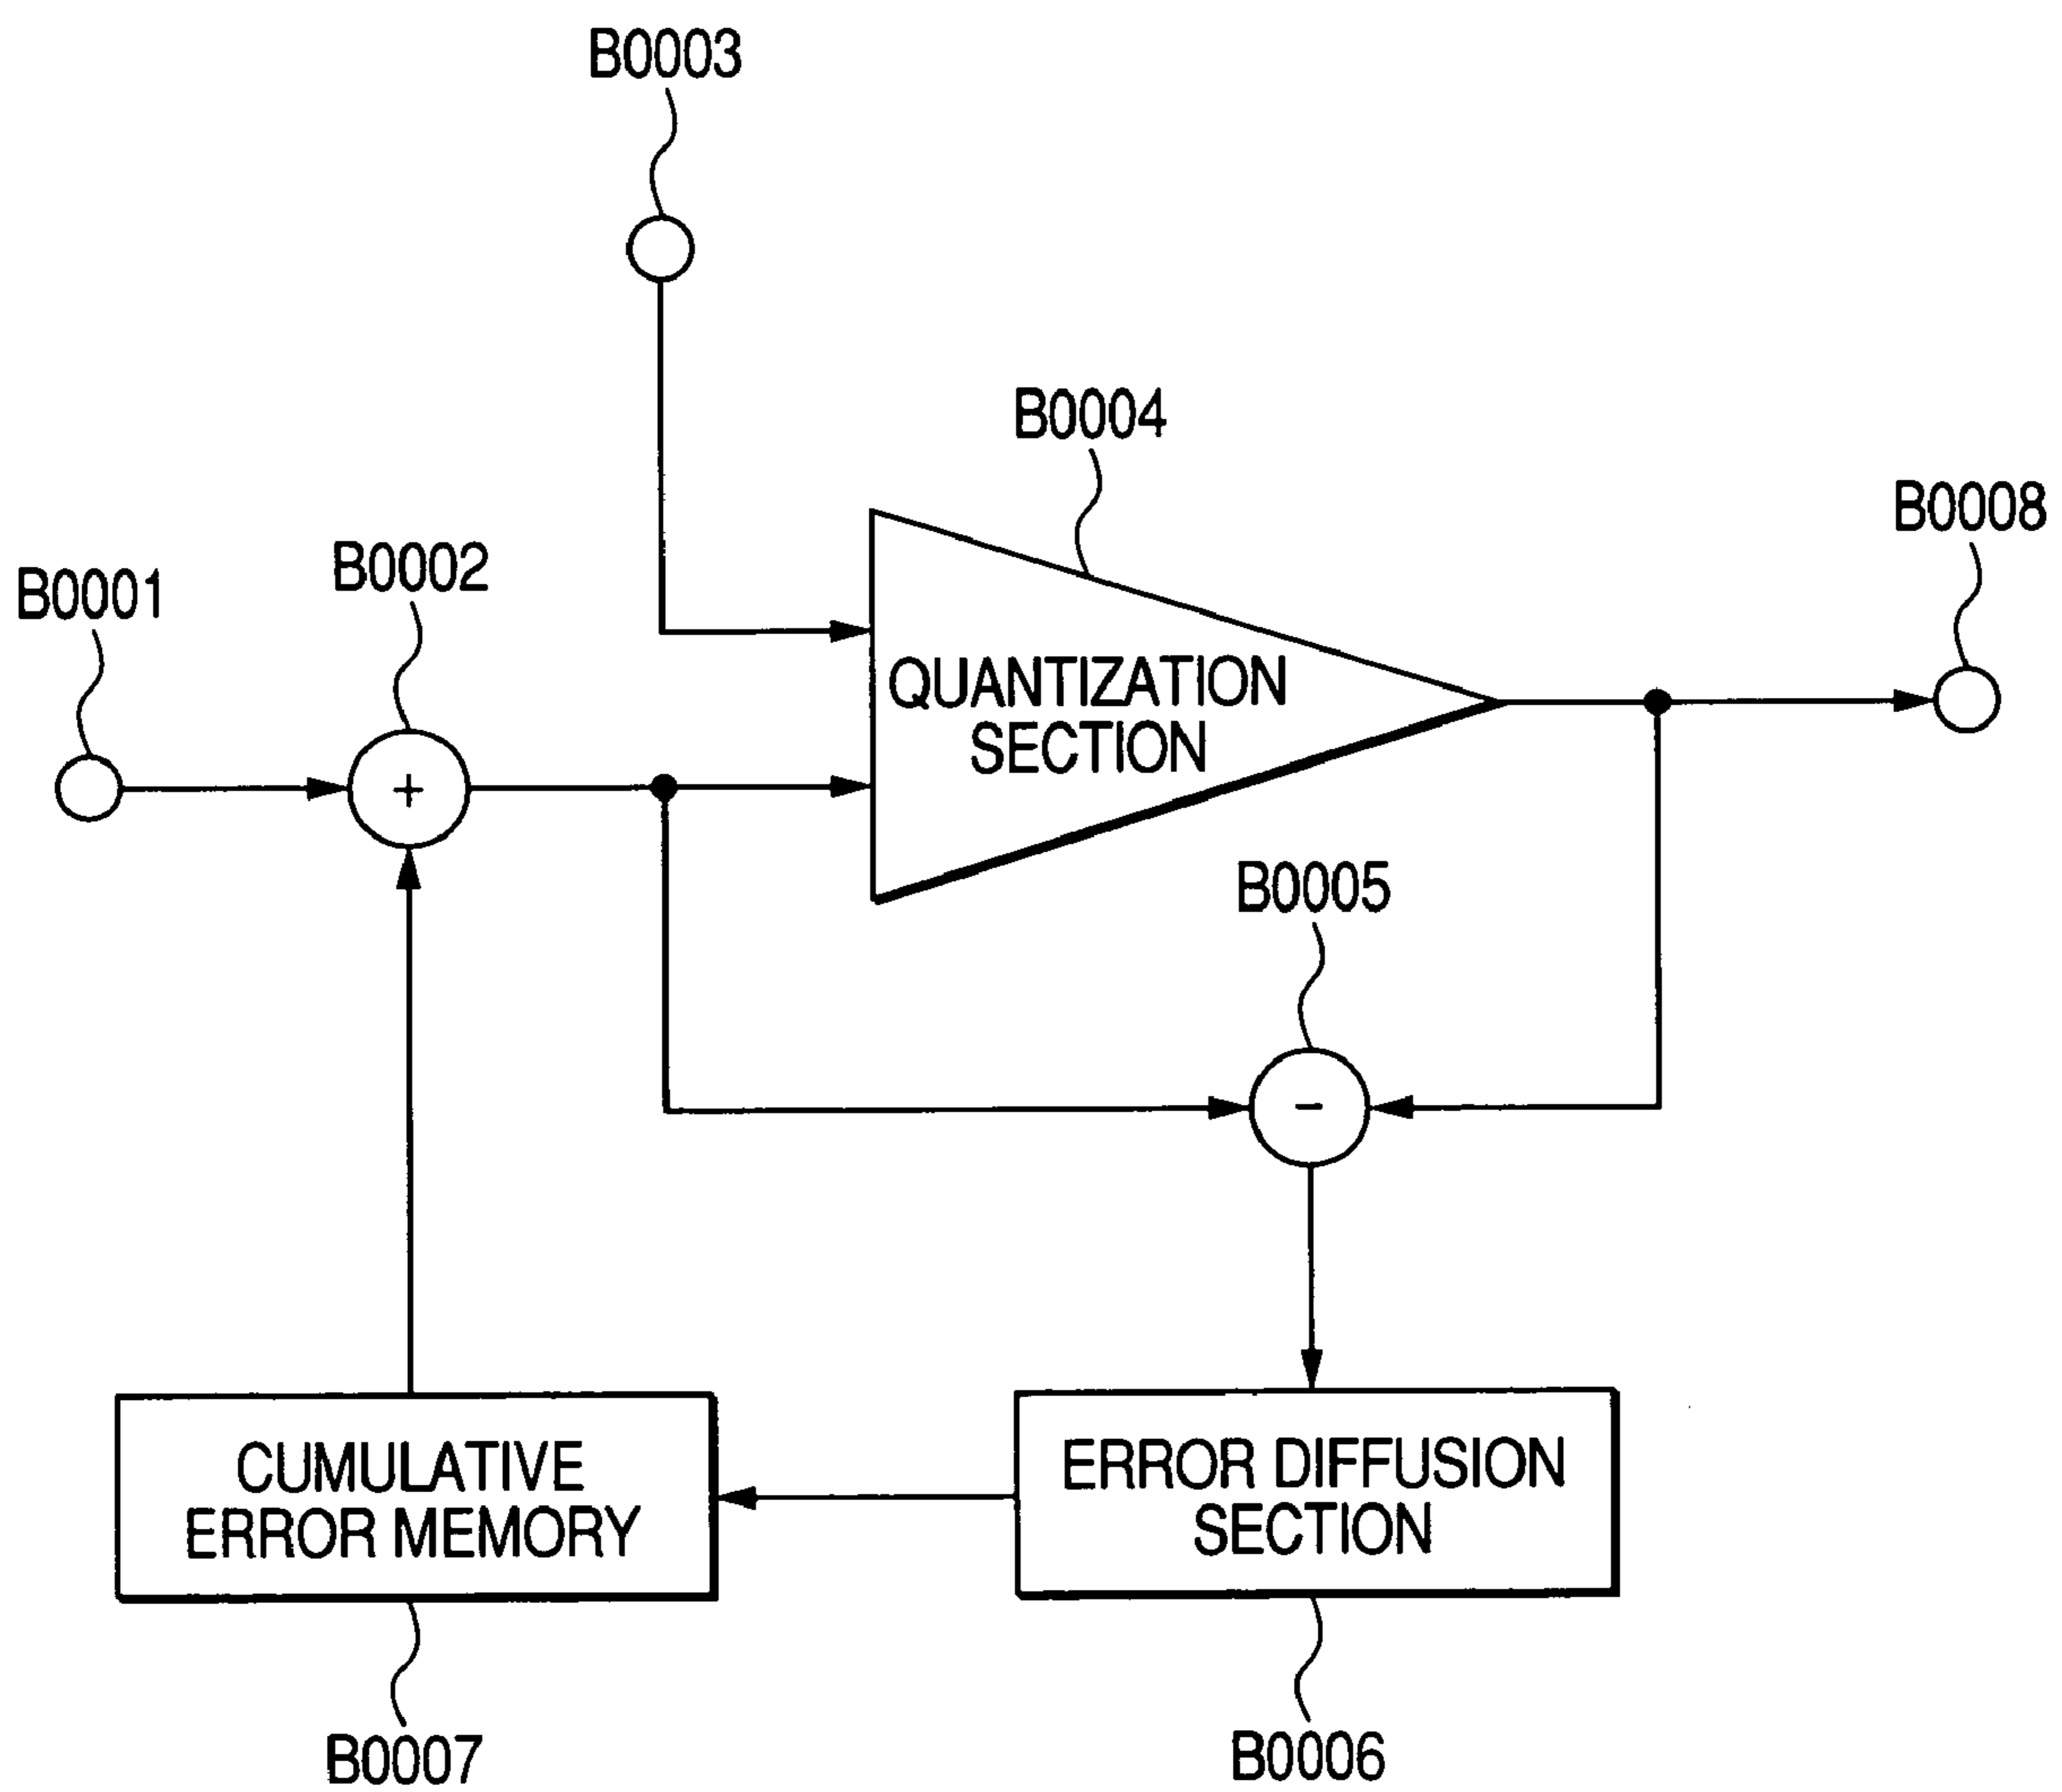 B0003
B0004
B0008
B0002
B0001
QUANTIZATION
SECTION
+
B0005
-
CUMULATIVE
ERROR MEMORY
ERROR DIFFUSION
SECTION
B0007
B0006